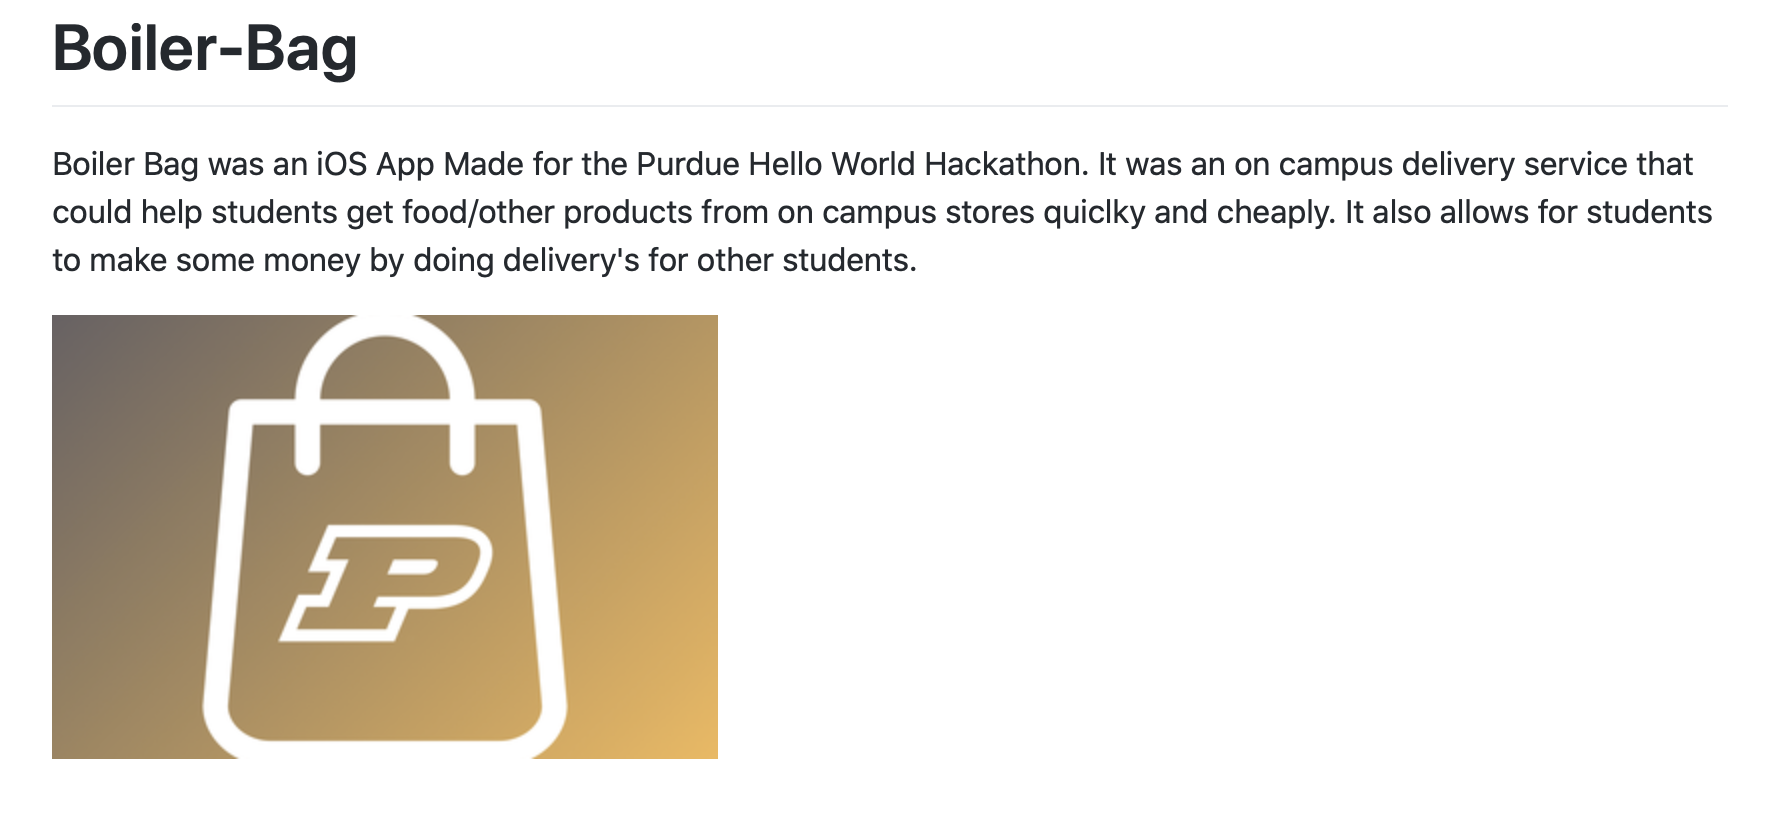 Boiler-Bag
Boiler Bag was an iOS App Made for the Purdue Hello World Hackathon. It was an on campus delivery service that
could help students get food/other products from on campus stores quiclky and cheaply. It also allows for students
to make some money by doing delivery's for other students.
P